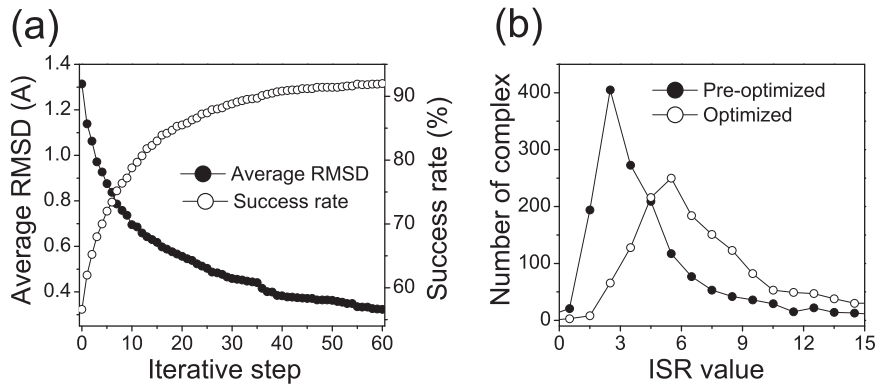 (a)
Average RMSD (A)
1.4
1.2
1.0
0.8
0.6
0.4
Average RMSD
Success rate
90
80
70
60
Success rate (%)
0 10 20 30 40 50 60
Iterative step
(b)
Number of complex
400
300
200
100
0
Pre-optimized
Optimized
0 3 6 9 12 15
ISR value